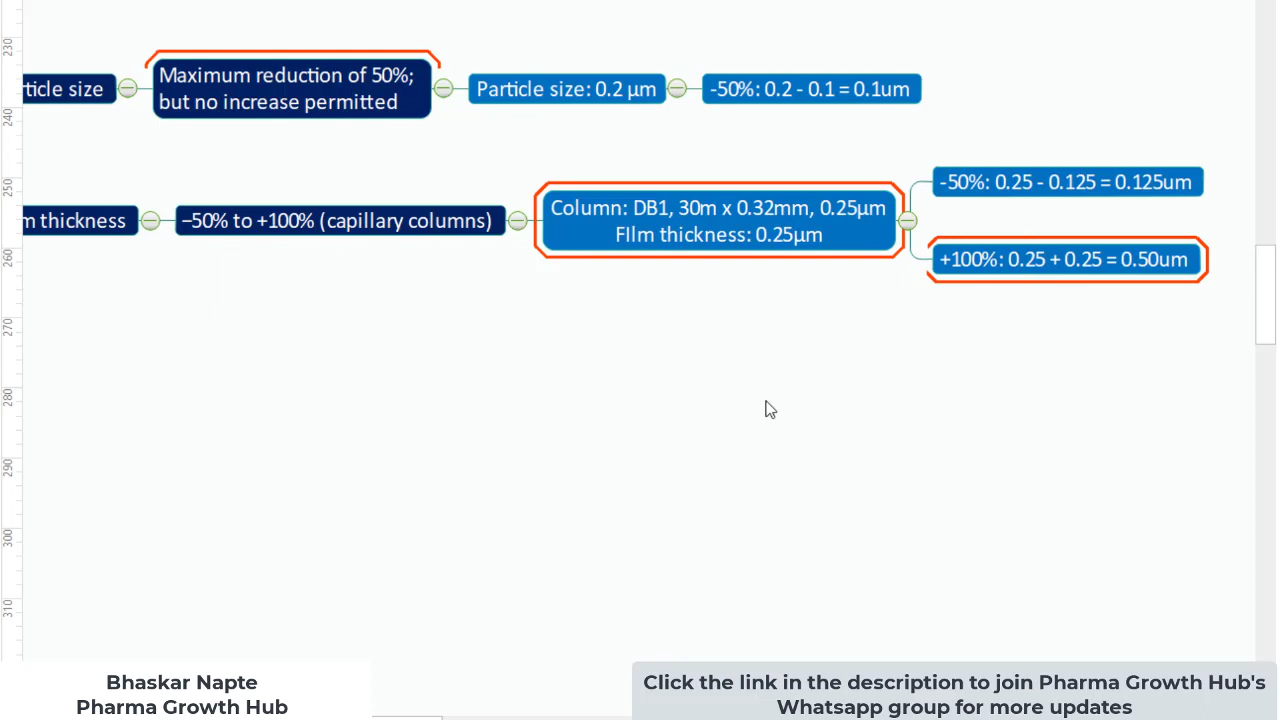 230
240
250
260
270
280
290
300
310
ticle size
Maximum reduction of 50%;
but no increase permitted
Particle size: 0.2 µm
-50%: 0.2 - 0.1 = 0.1um
m thickness
−50% to +100% (capillary columns)
Column: DB1, 30m x 0.32mm, 0.25µm
FIlm thickness: 0.25µm
-50%: 0.25 - 0.125 = 0.125um
+100%: 0.25 + 0.25 = 0.50um
Bhaskar Napte
Pharma Growth Hub
Click the link in the description to join Pharma Growth Hub's
Whatsapp group for more updates